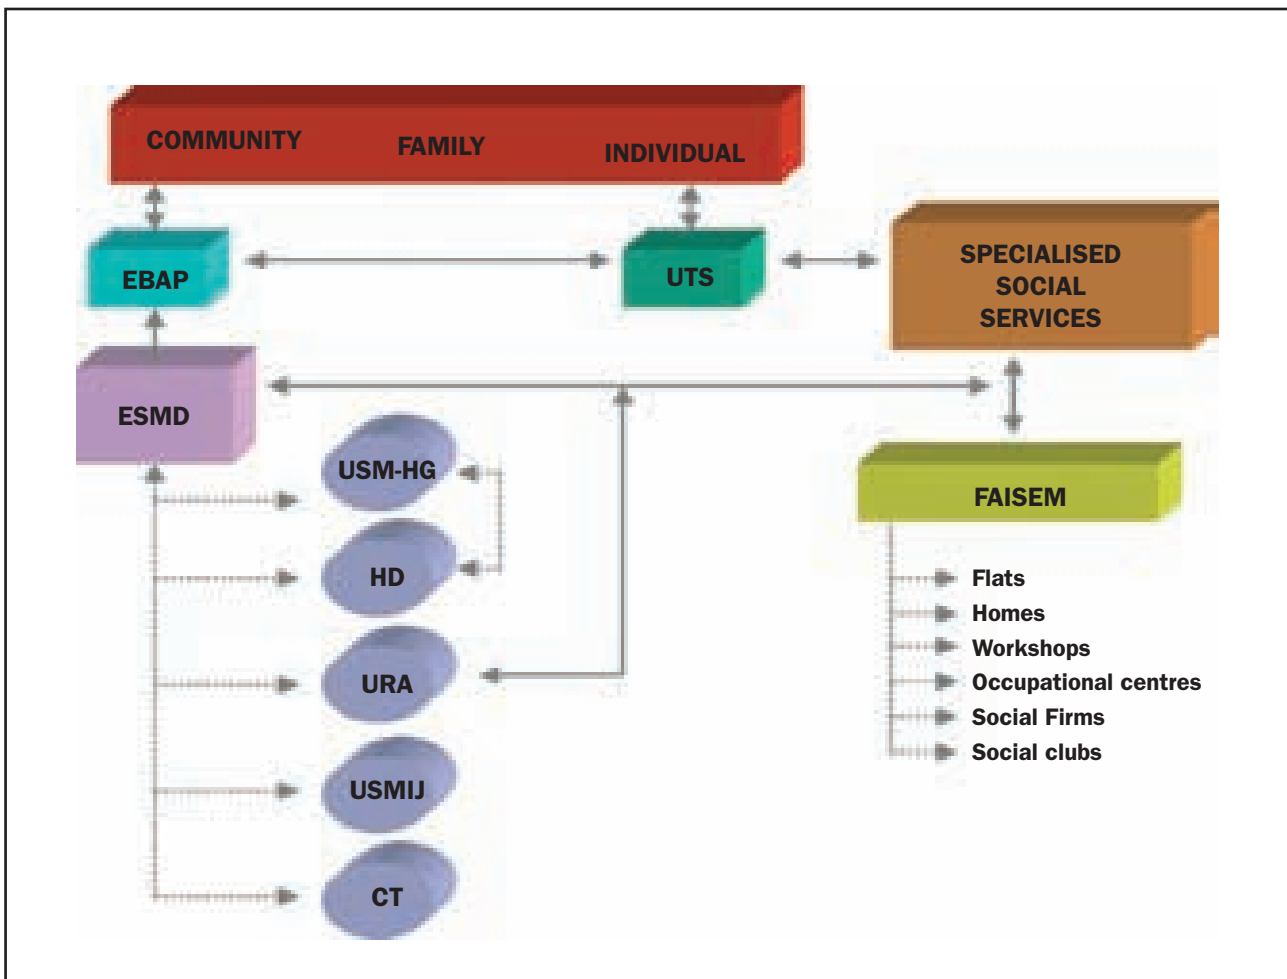 COMMUNITY
FAMILY
INDIVIDUAL
EBAP
UTS
SPECIALISED
SOCIAL
SERVICES
ESMD
USM-HG
HD
URA
USMIJ
CT
FAISEM
Flats
Homes
Workshops
Occupational centres
Social Firms
Social clubs